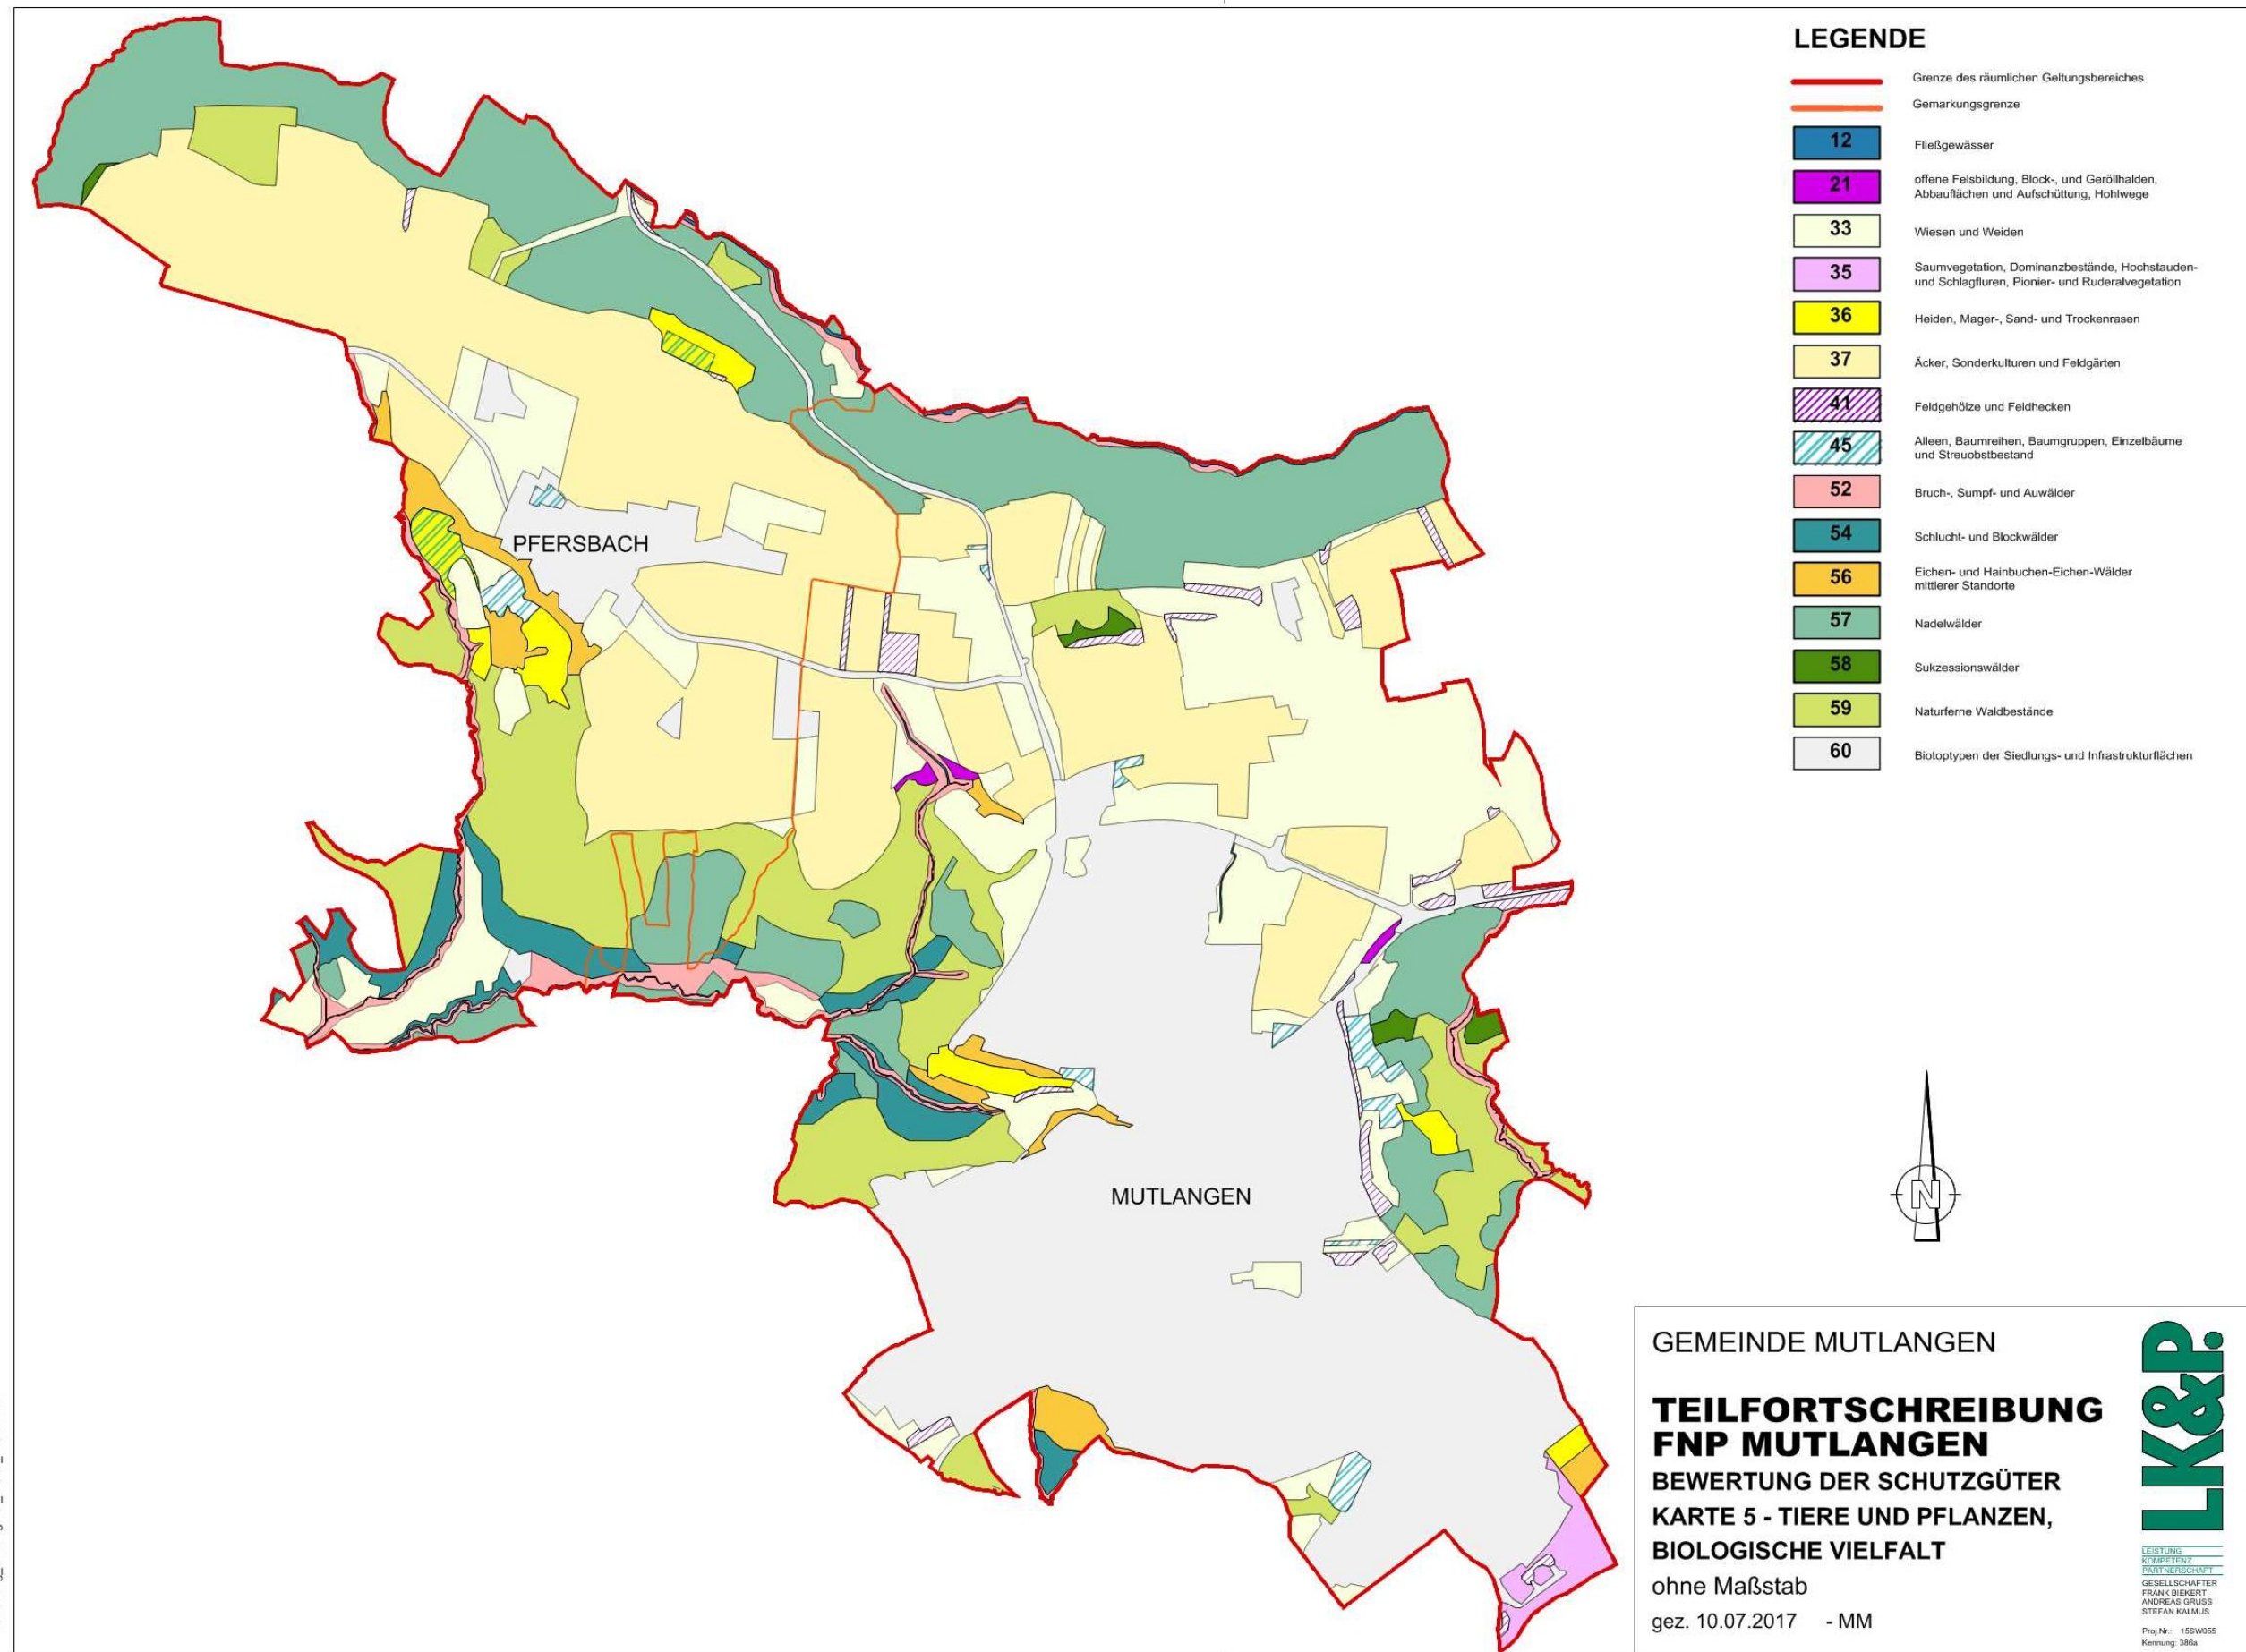 LEGENDE
Grenze des räumlichen Geltungsbereiches
Gemarkungsgrenze
12
Fließgewässer
21
offene Felsbildung, Block-, und Geröllhalden,
Abbauflächen und Aufschüttung, Hohlwege
33
Wiesen und Weiden
35
Saumvegetation, Dominanzbestände, Hochstauden-
und Schlagfluren, Pionier- und Ruderalvegetation
36
Heiden, Mager-, Sand- und Trockenrasen
37
Äcker, Sonderkulturen und Feldgärten
41
Feldgehölze und Feldhecken
45
Alleen, Baumreihen, Baumgruppen, Einzelbäume
und Streuobstbestand
52
Bruch-, Sumpf- und Auwälder
54
Schlucht- und Blockwälder
56
Eichen- und Hainbuchen-Eichen-Wälder
mittlerer Standorte
57
Nadelwälder
58
Sukzessionswälder
59
Naturferne Waldbestände
60
Biotoptypen der Siedlungs- und Infrastrukturflächen
PFERSBACH
MUTLANGEN
N
GEMEINDE MUTLANGEN
TEILFORTSCHREIBUNG
FNP MUTLANGEN
BEWERTUNG DER SCHUTZGÜTER
KARTE 5 - TIERE UND PFLANZEN,
BIOLOGISCHE VIELFALT
ohne Maßstab
gez. 10.07.2017 - MM
LK&P.
LEISTUNG
KOMPETENZ
PARTNERSCHAFT
GESELLSCHAFTER
FRANK BIEKERT
ANDREAS GRUSS
STEFAN KALMUS
Proj.Nr.: 15SW055
Kennung: 386a